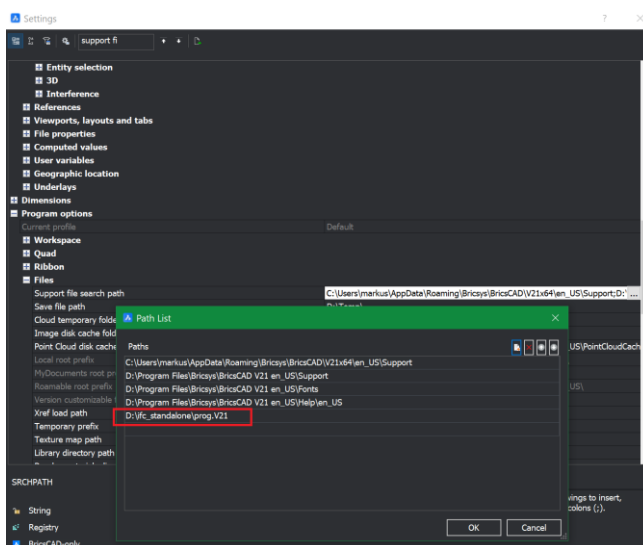 Settings ? ×
support fi
Entity selection
3D
Interference
References
Viewports, layouts and tabs
File properties
Computed values
User variables
Geographic location
Underlays
Dimensions
Program options
Current profile Default
Workspace
Quad
Ribbon
Files
Support file search path C:\Users\markus\AppData\Roaming\Bricsys\BricsCAD\V21x64\en_US\Support;D:\ ...
Save file path D:\Temp\
Cloud temporary folde
Image disk cache fold
Point Cloud disk cache US\PointCloudCach
Local root prefix
MyDocuments root pr
Roamable root prefix US\
Version customizable
Xref load path
Temporary prefix
Texture map path
Library directory path
Path List ×
Paths
C:\Users\markus\AppData\Roaming\Bricsys\BricsCAD\V21x64\en_US\Support
D:\Program Files\Bricsys\BricsCAD V21 en_US\Support
D:\Program Files\Bricsys\BricsCAD V21 en_US\Fonts
D:\Program Files\Bricsys\BricsCAD V21 en_US\Help\en_US
D:\ifc_standalone\prog.V21
OK Cancel
SRCHPATH
wings to insert,
colons (;).
String
Registry
BricsCAD-only